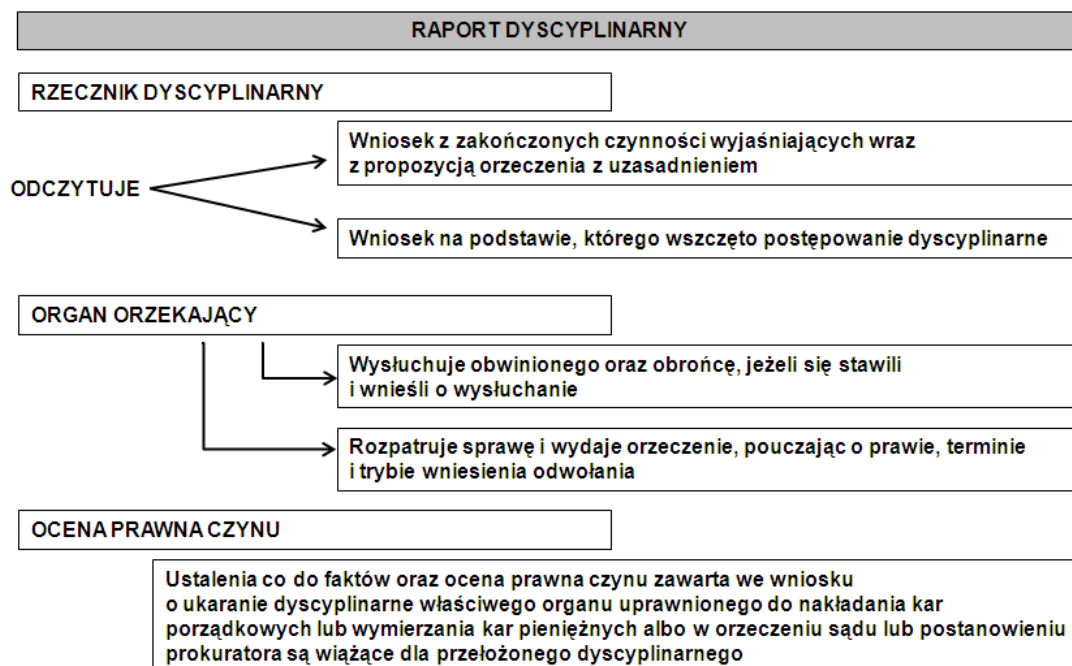 RAPORT DYSCYPLINARNY
RZECZNIK DYSCYPLINARNY
Wniosek z zakończonych czynności wyjaśniających wraz
z propozycją orzeczenia z uzasadnieniem
ODCZYTUJE
Wniosek na podstawie, którego wszczęto postępowanie dyscyplinarne
ORGAN ORZEKAJĄCY
Wysłuchuje obwinionego oraz obrońcę, jeżeli się stawili
i wnieśli o wysłuchanie
Rozpatruje sprawę i wydaje orzeczenie, pouczając o prawie, terminie
i trybie wniesienia odwołania
OCENA PRAWNA CZYNU
Ustalenia co do faktów oraz ocena prawna czynu zawarta we wniosku
o ukaranie dyscyplinarne właściwego organu uprawnionego do nakładania kar
porządkowych lub wymierzania kar pieniężnych albo w orzeczeniu sądu lub postanowieniu
prokuratora są wiążące dla przełożonego dyscyplinarnego